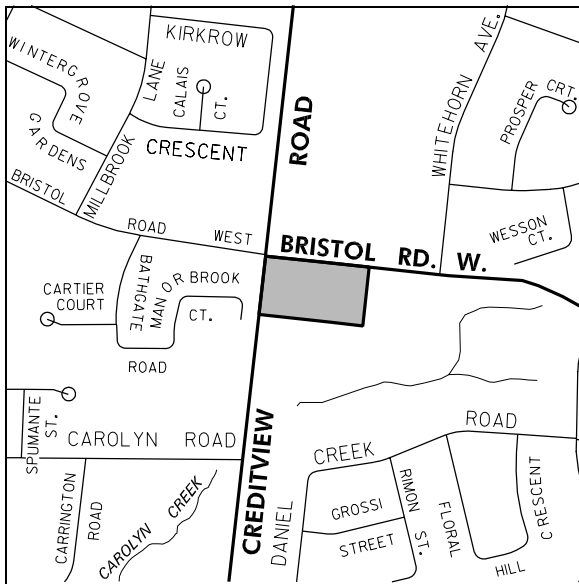 KIRKROW
CRESCENT
WINTERGROVE
GARDENS
MILLBROOK
LANE
CALAIS
CT.
ROAD
WHITEHORN AVE.
PROSPER CRT.
WESSON
CT.
BRISTOL
ROAD
WEST
BRISTOL RD. W.
CARTIER
COURT
BATHGATE
ROAD
MANOR BROOK
CT.
SPUMANTE
ST.
CAROLYN ROAD
CARRINGTON
ROAD
CAROLYN CREEK
CREDITVIEW
DANIEL
CREEK
ROAD
GROSSI
STREET
RIMON
ST.
FLORAL
HILL
CRESCENT